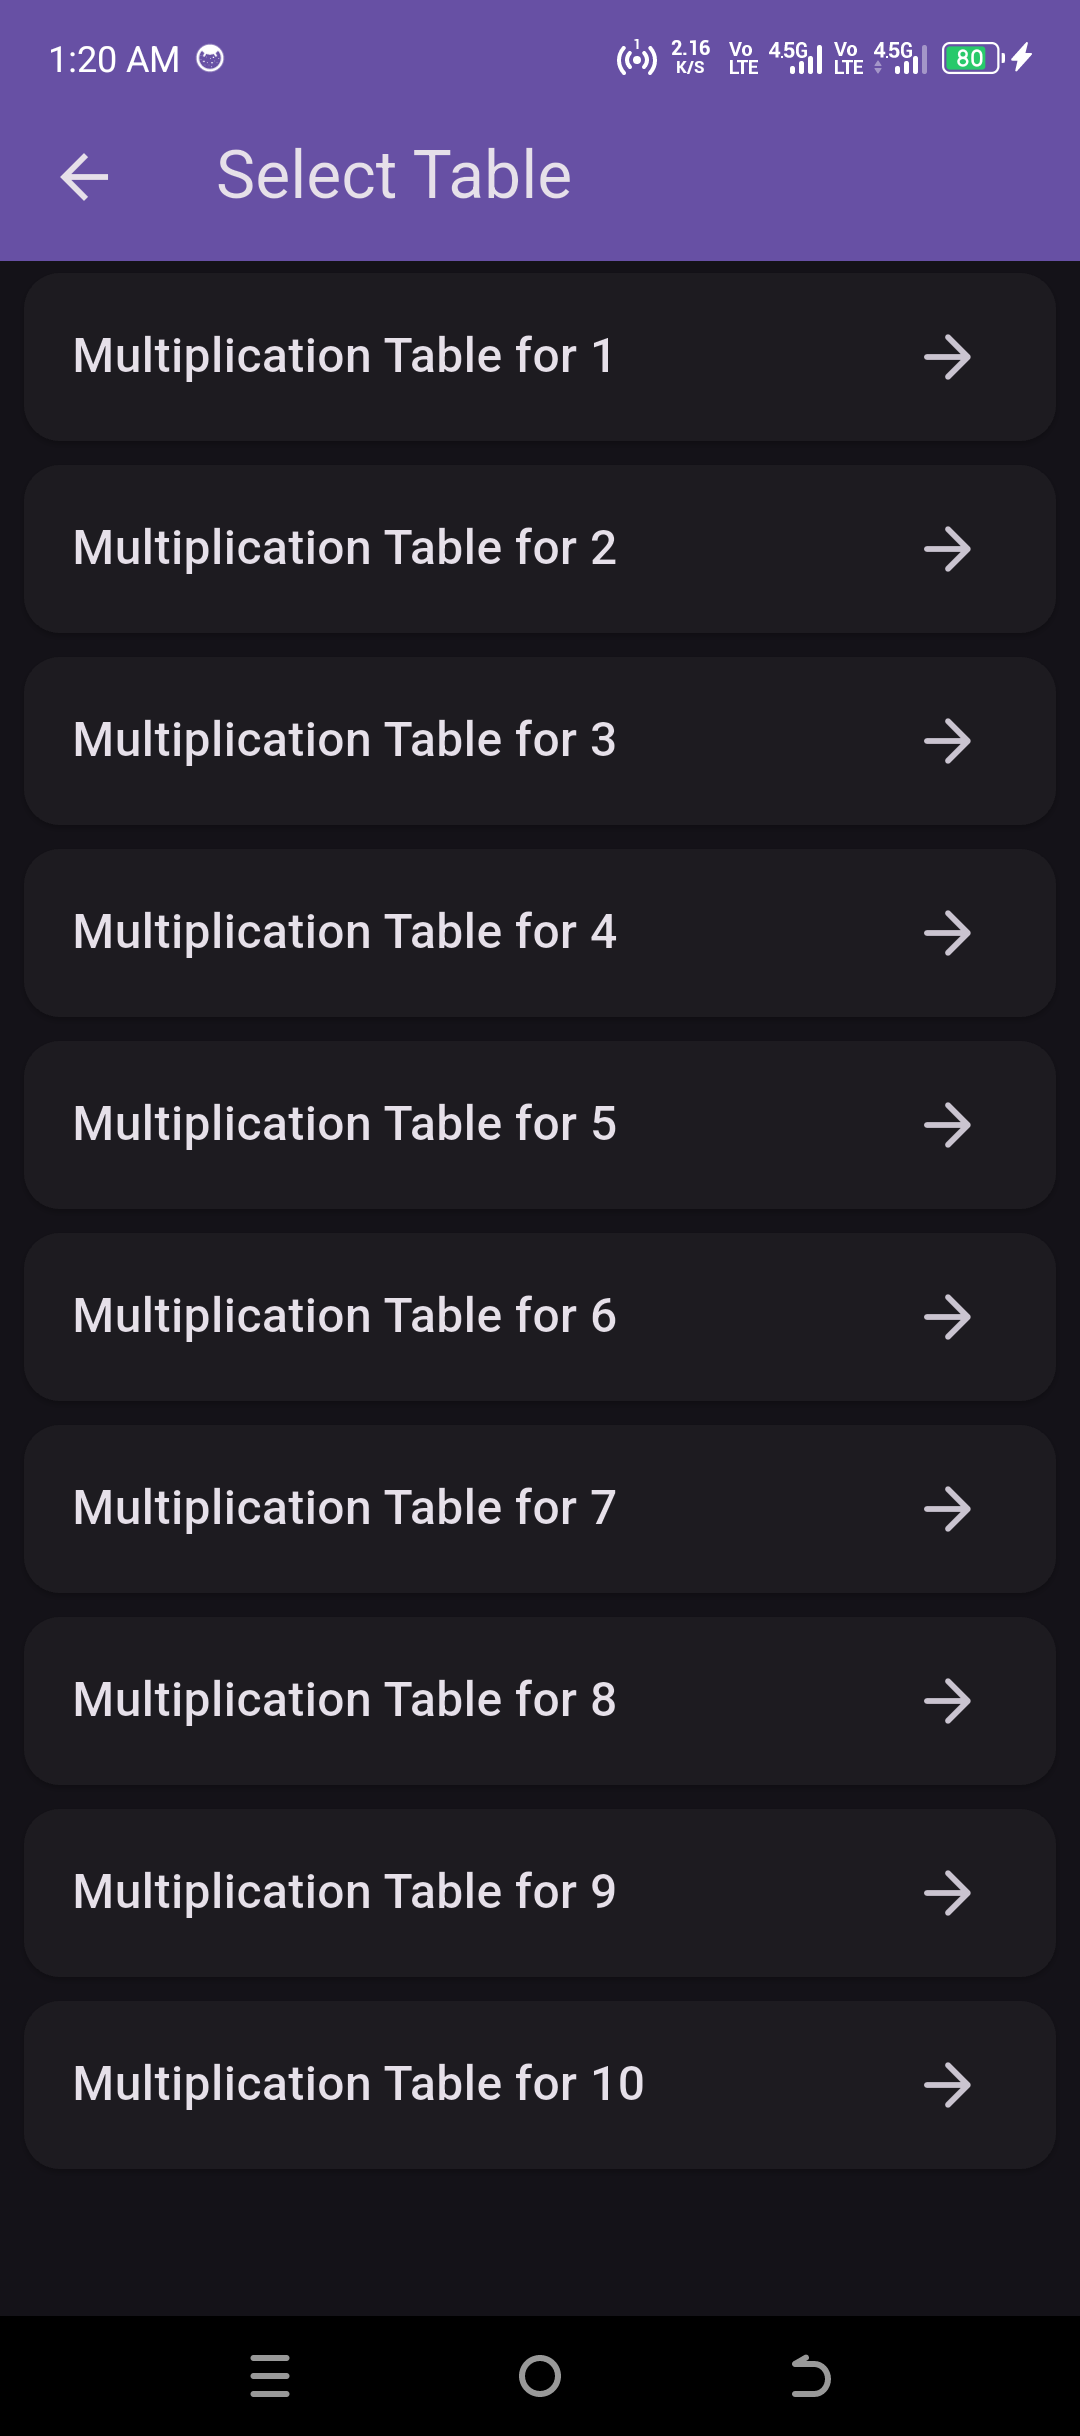 1:20 AM 1 2.16 K/S Vo LTE 4.5G Vo LTE 4.5G 80
Select Table
Multiplication Table for 1
Multiplication Table for 2
Multiplication Table for 3
Multiplication Table for 4
Multiplication Table for 5
Multiplication Table for 6
Multiplication Table for 7
Multiplication Table for 8
Multiplication Table for 9
Multiplication Table for 10